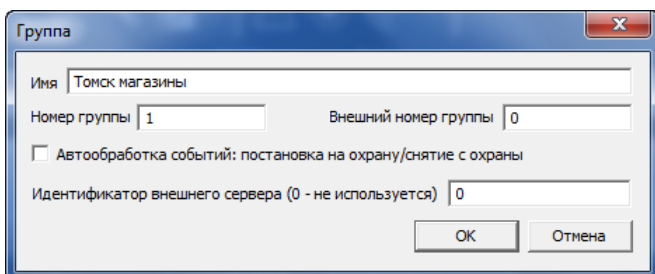 Группа
Имя Томск магазины
Номер группы 1 Внешний номер группы 0
Автообработка событий: постановка на охрану/снятие с охраны
Идентификатор внешнего сервера (0 - не используется) 0
OK Отмена